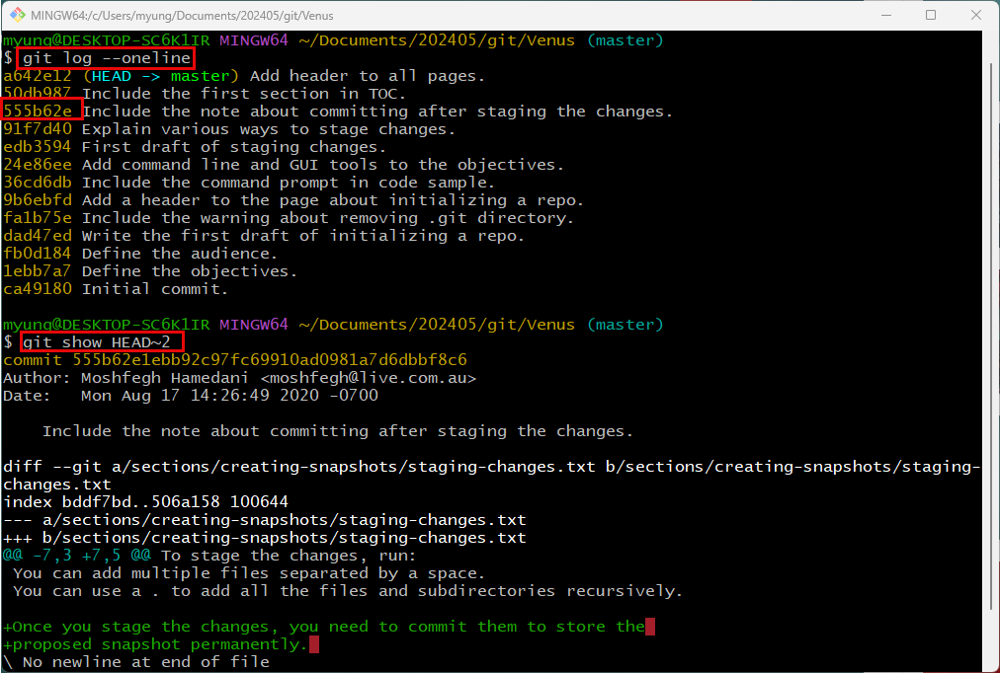 MINGW64:/c/Users/myung/Documents/202405/git/Venus
myung@DESKTOP-SC6K1IR MINGW64 ~/Documents/202405/git/Venus (master)
$ git log --oneline
a642e12 (HEAD -> master) Add header to all pages.
50db987 Include the first section in TOC.
555b62e Include the note about committing after staging the changes.
91f7d40 Explain various ways to stage changes.
edb3594 First draft of staging changes.
24e86ee Add command line and GUI tools to the objectives.
36cd6db Include the command prompt in code sample.
9b6ebfd Add a header to the page about initializing a repo.
fa1b75e Include the warning about removing .git directory.
dad47ed Write the first draft of initializing a repo.
fb0d184 Define the audience.
1ebb7a7 Define the objectives.
ca49180 Initial commit.
myung@DESKTOP-SC6K1IR MINGW64 ~/Documents/202405/git/Venus (master)
$ git show HEAD~2
commit 555b62e1ebb92c97fc69910ad0981a7d6dbbf8c6
Author: Moshfegh Hamedani <moshfegh@live.com.au>
Date:   Mon Aug 17 14:26:49 2020 -0700
    Include the note about committing after staging the changes.
diff --git a/sections/creating-snapshots/staging-changes.txt b/sections/creating-snapshots/staging-
changes.txt
index bddf7bd..506a158 100644
--- a/sections/creating-snapshots/staging-changes.txt
+++ b/sections/creating-snapshots/staging-changes.txt
@@ -7,3 +7,5 @@ To stage the changes, run:
 You can add multiple files separated by a space.
 You can use a . to add all the files and subdirectories recursively.
+Once you stage the changes, you need to commit them to store the
+proposed snapshot permanently.
\ No newline at end of file